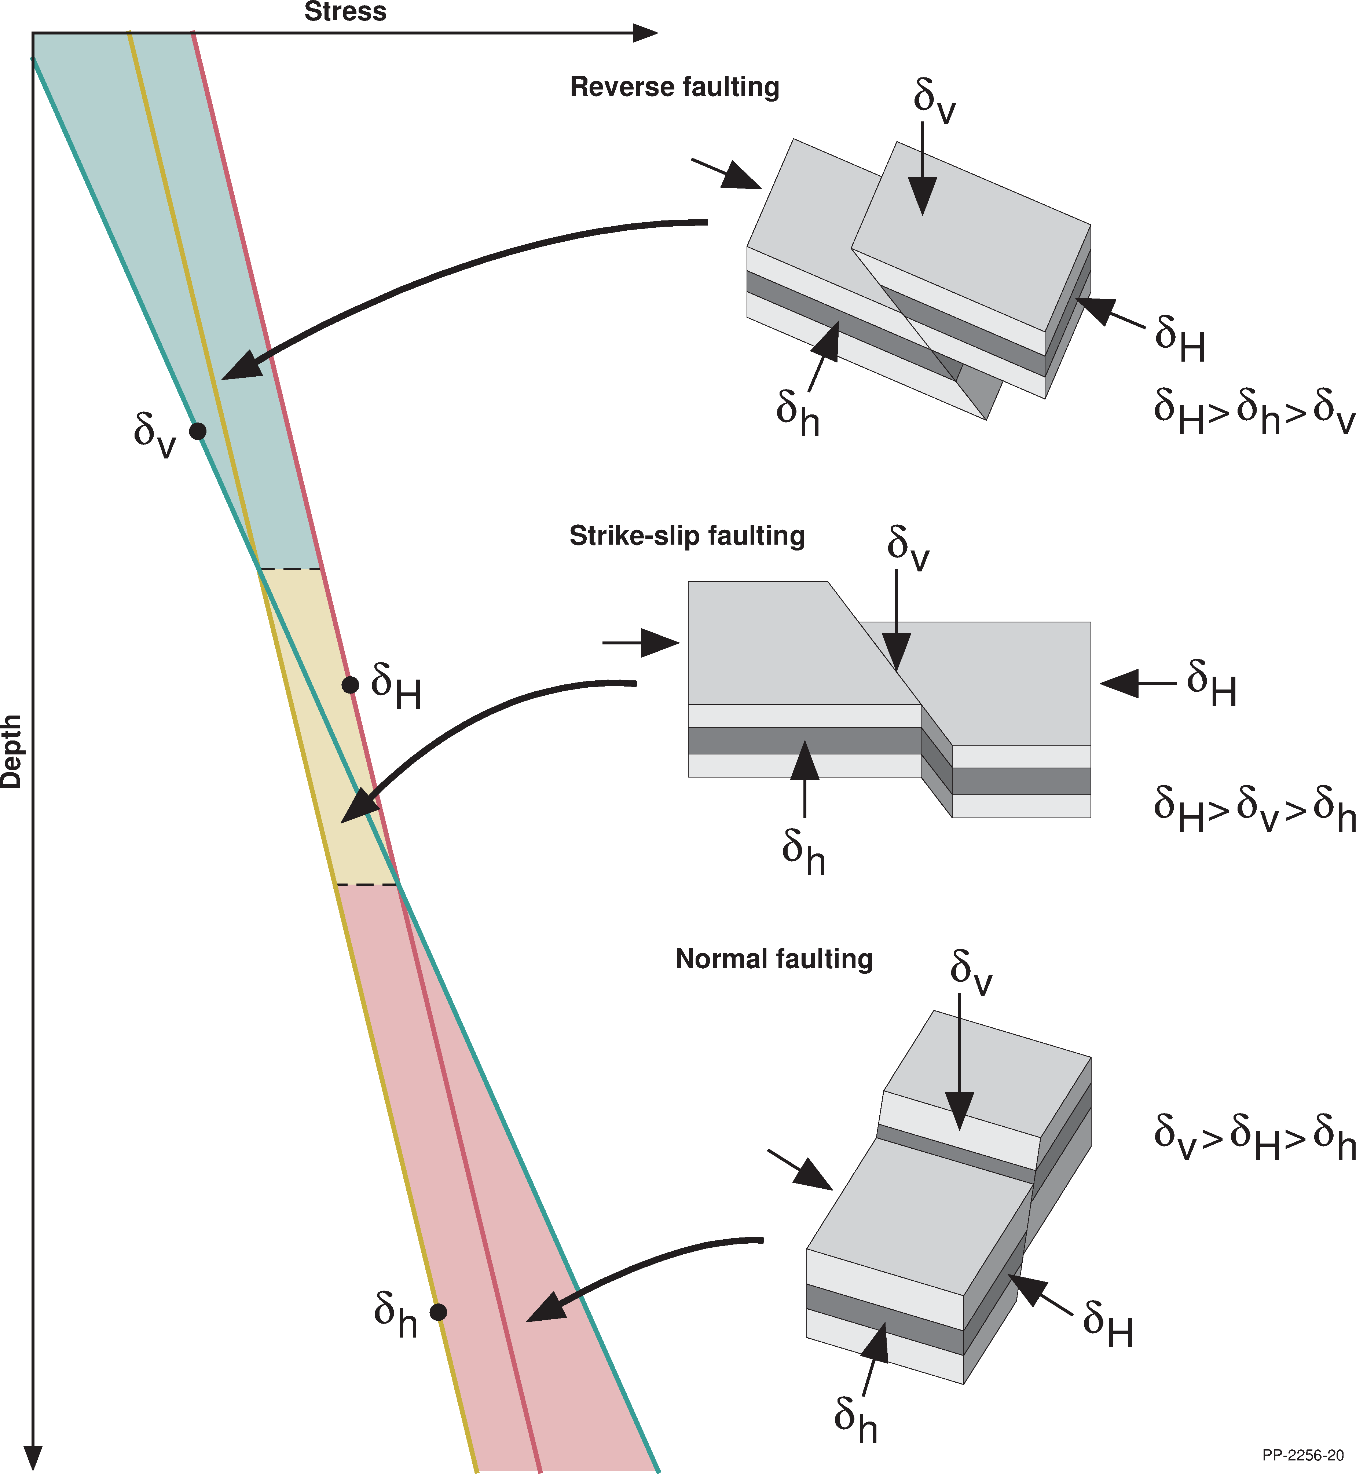 Stress
Reverse faulting
δv
δH
δh
δH>δh>δv
δv
Strike-slip faulting
δv
δH
δH
Depth
δH>δv>δh
δh
Normal faulting
δv
δv>δH>δh
δh
δH
δh
PP-2256-20